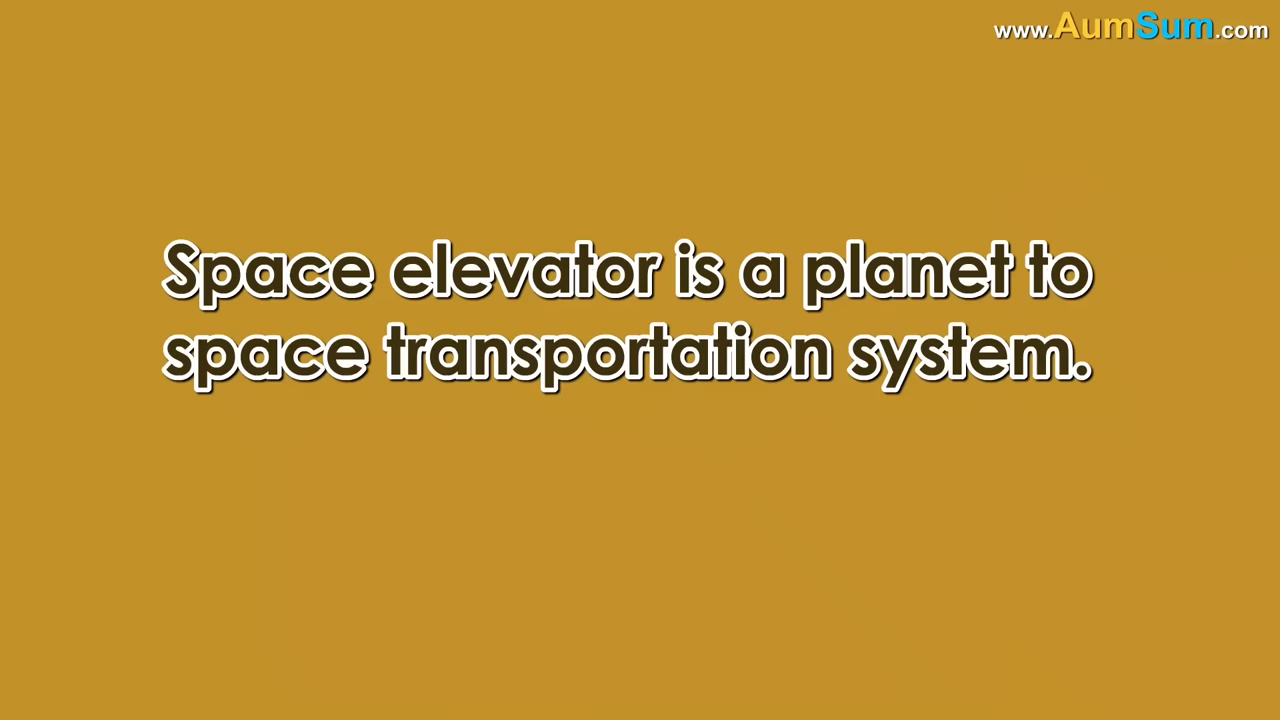 www.AumSum.com
Space elevator is a planet to
space transportation system.